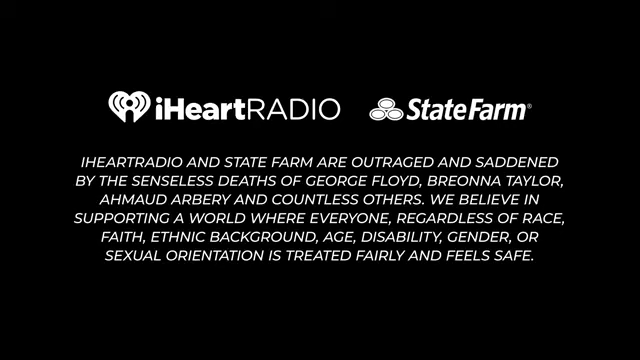 iHeartRADIO StateFarm®
IHEARTRADIO AND STATE FARM ARE OUTRAGED AND SADDENED
BY THE SENSELESS DEATHS OF GEORGE FLOYD, BREONNA TAYLOR,
AHMAUD ARBERY AND COUNTLESS OTHERS. WE BELIEVE IN
SUPPORTING A WORLD WHERE EVERYONE, REGARDLESS OF RACE,
FAITH, ETHNIC BACKGROUND, AGE, DISABILITY, GENDER, OR
SEXUAL ORIENTATION IS TREATED FAIRLY AND FEELS SAFE.